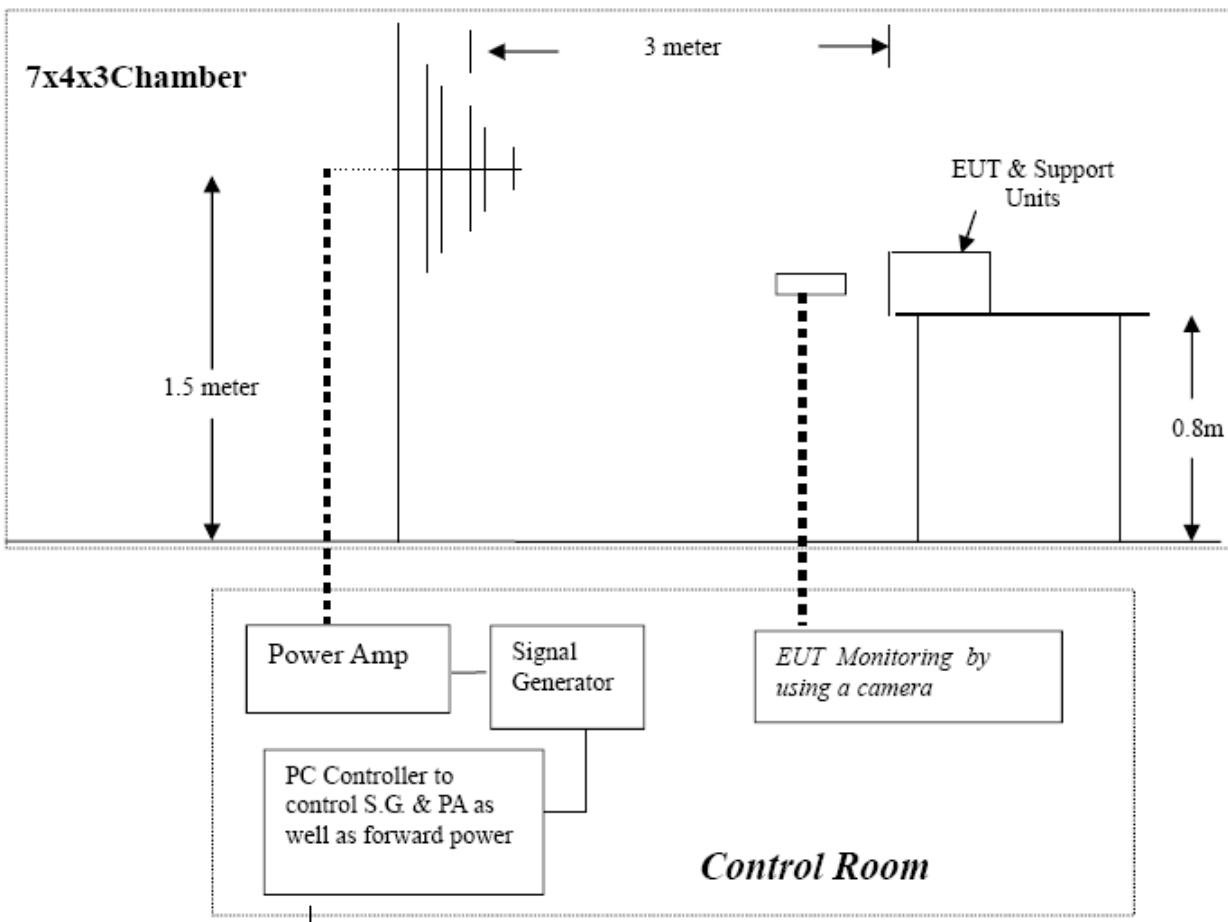 3 meter
7x4x3Chamber
EUT & Support
Units
1.5 meter
0.8m
Power Amp
Signal
Generator
EUT Monitoring by
using a camera
PC Controller to
control S.G. & PA as
well as forward power
Control Room